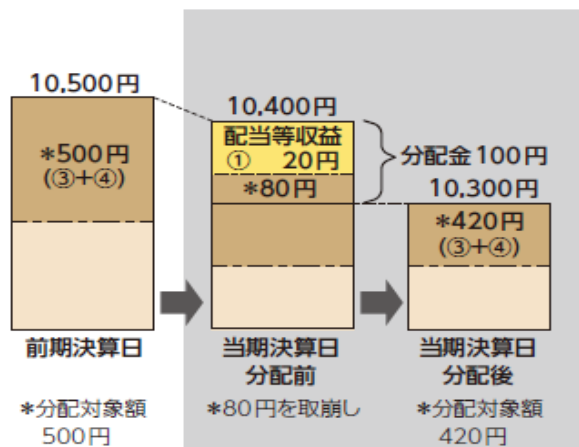 10,500円
*500円
(③+④)
前期決算日
*分配対象額
500円
10,400円
配当等収益
① 20円
*80円
分配金100円
当期決算日
分配前
*80円を取崩し
10,300円
*420円
(③+④)
当期決算日
分配後
*分配対象額
420円